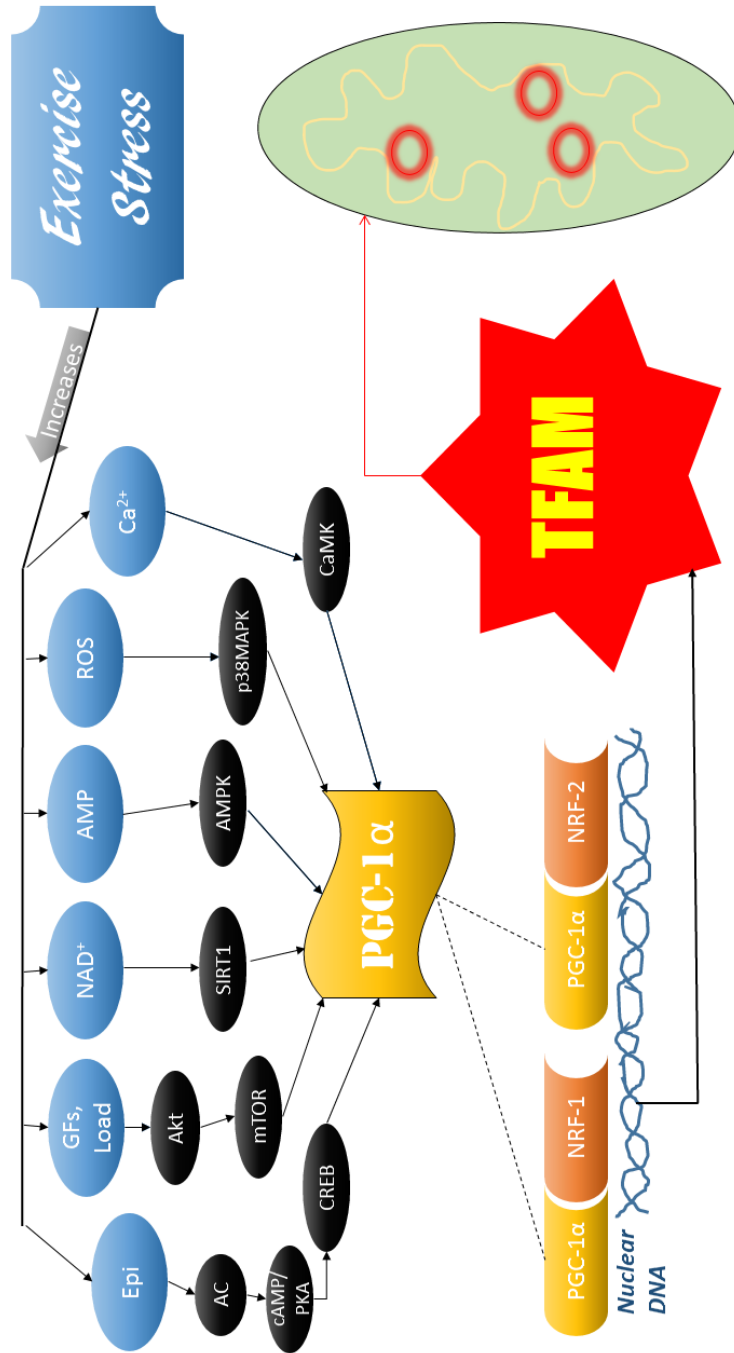 Exercise
Stress
Increases
Epi
GFs,
Load
NAD⁺
AMP
ROS
Ca²⁺
AC
Akt
SIRT1
AMPK
p38MAPK
CaMK
cAMP/
PKA
mTOR
CREB
PGC-1α
PGC-1α
NRF-1
PGC-1α
NRF-2
Nuclear
DNA
TFAM